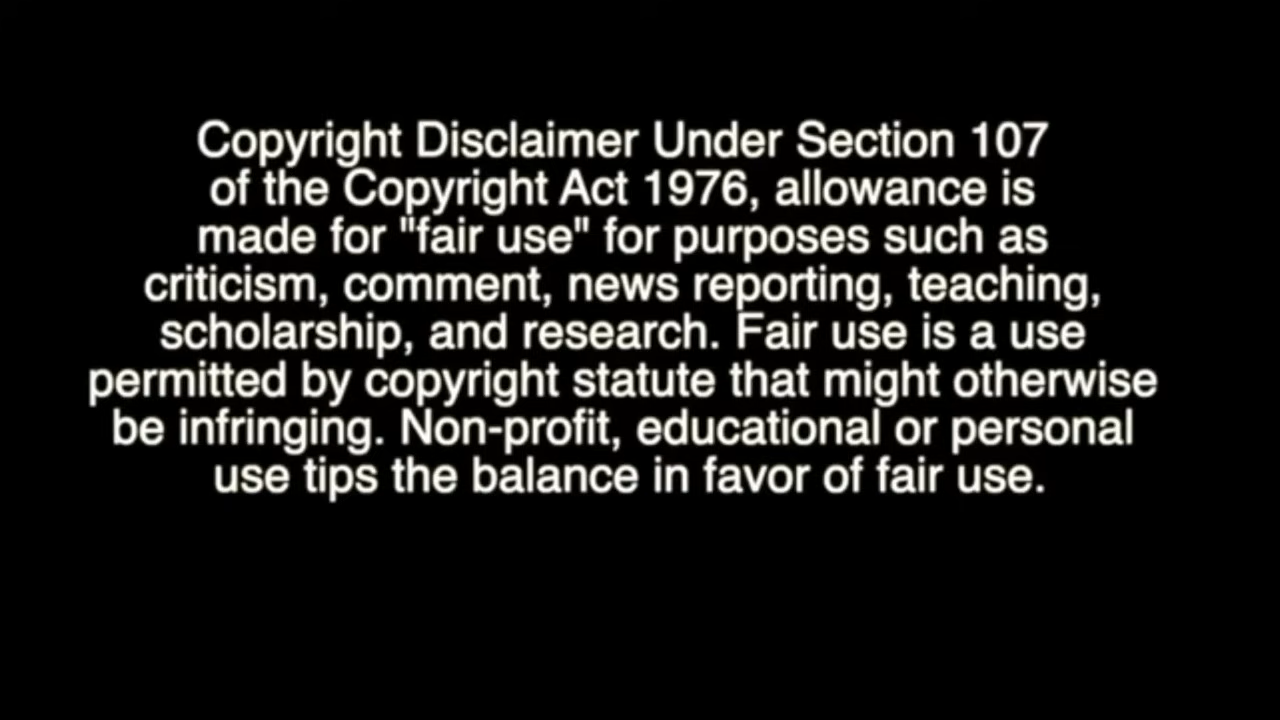 Copyright Disclaimer Under Section 107
of the Copyright Act 1976, allowance is
made for "fair use" for purposes such as
criticism, comment, news reporting, teaching,
scholarship, and research. Fair use is a use
permitted by copyright statute that might otherwise
be infringing. Non-profit, educational or personal
use tips the balance in favor of fair use.